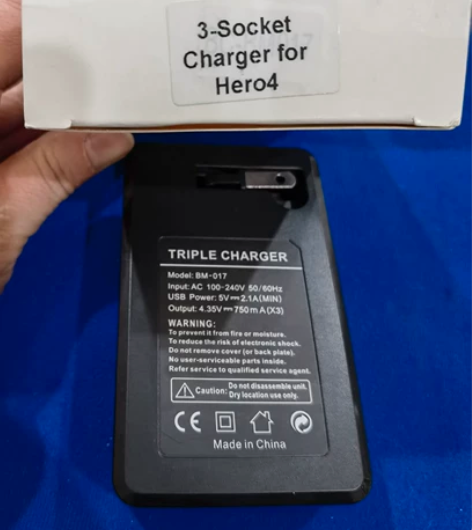 3-Socket
Charger for
Hero4
TRIPLE CHARGER
Model: BM-017
Input: AC 100-240V 50/60Hz
USB Power: 5V⎓2.1A(MIN)
Output: 4.35V⎓750mA(X3)
WARNING:
To prevent it from fire or moisture.
To reduce the risk of electronic shock.
Do not remove cover (or back plate).
No user-serviceable parts inside.
Refer service to qualified service agent.
Caution: Do not disassemble unit.
Dry location use only.
CE
Made in China